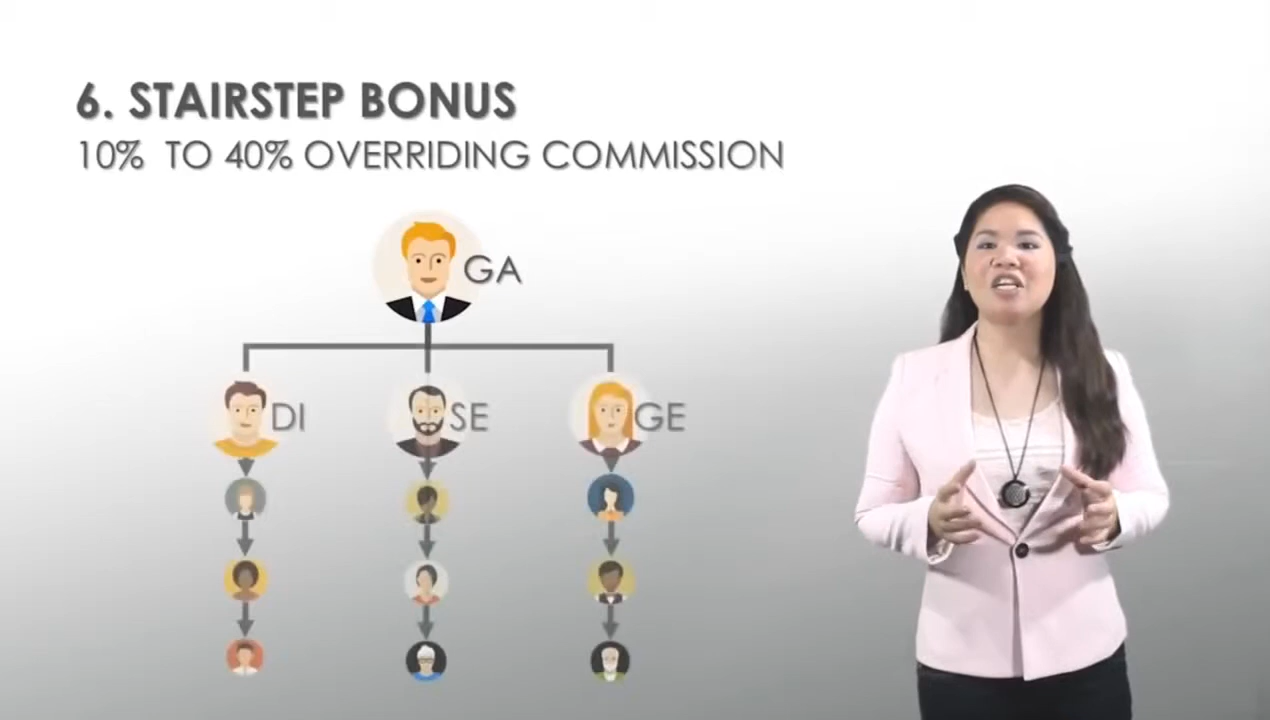 6. STAIRSTEP BONUS
10% TO 40% OVERRIDING COMMISSION
GA
DI
SE
GE